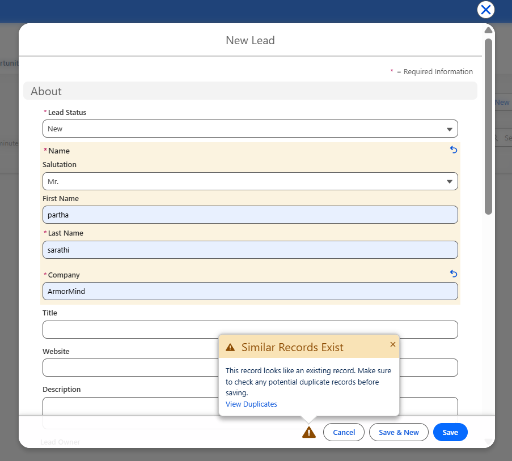 New Lead
* = Required Information
About
* Lead Status
New
* Name
Salutation
Mr.
First Name
partha
* Last Name
sarathi
* Company
ArmorMind
Title
Website
Description
Similar Records Exist
This record looks like an existing record. Make sure
to check any potential duplicate records before
saving.
View Duplicates
Cancel
Save & New
Save
Lead Owner